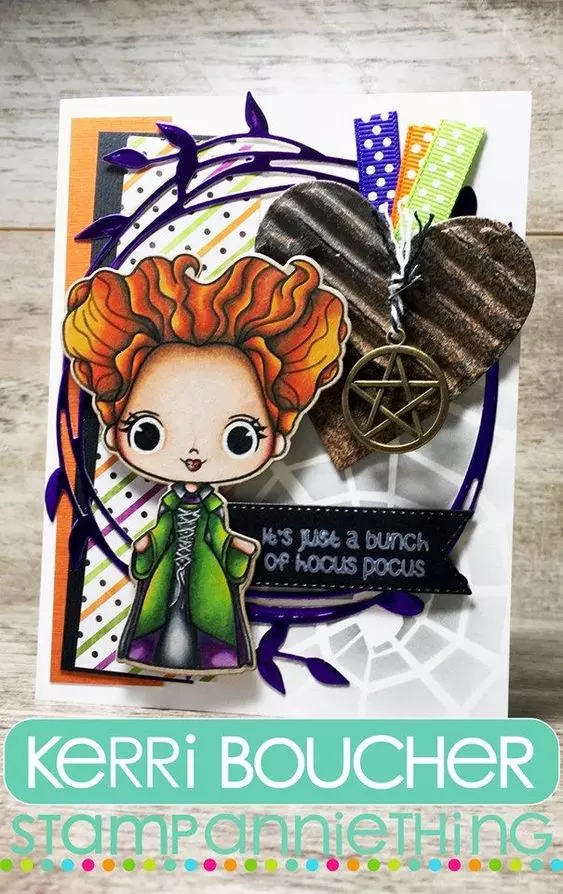 it's just a bunch
of hocus pocus
KERRi BOUCHER
STAMPANNIETHING